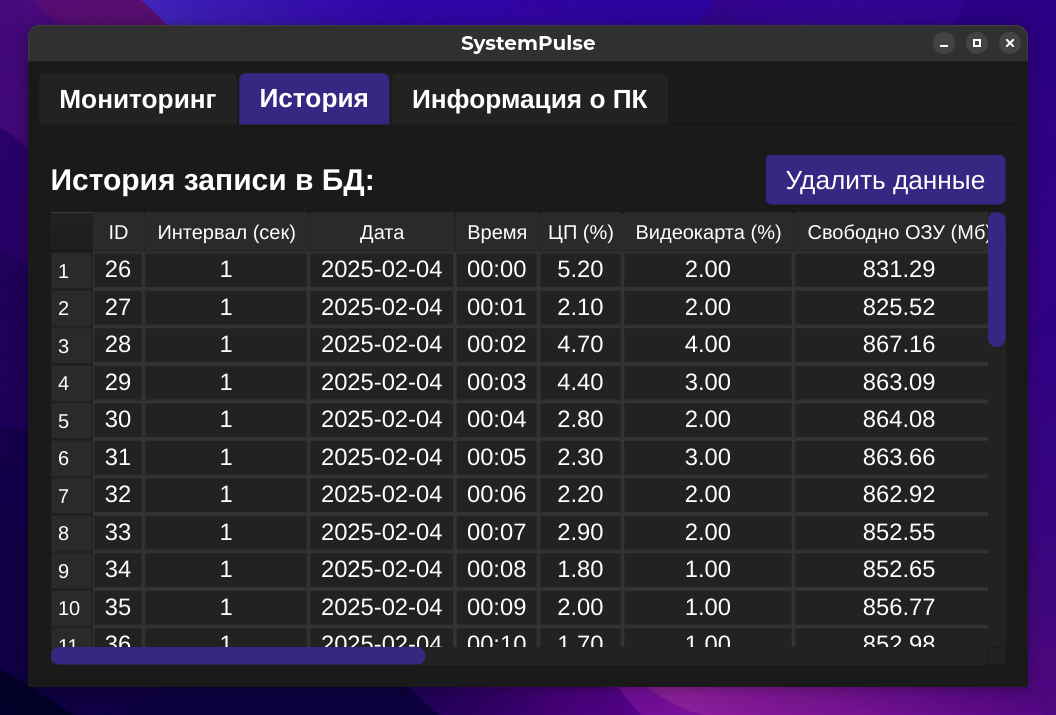 SystemPulse
Мониторинг История Информация о ПК
История записи в БД: Удалить данные
ID Интервал (сек) Дата Время ЦП (%) Видеокарта (%) Свободно ОЗУ (Мб)
1 26 1 2025-02-04 00:00 5.20 2.00 831.29
2 27 1 2025-02-04 00:01 2.10 2.00 825.52
3 28 1 2025-02-04 00:02 4.70 4.00 867.16
4 29 1 2025-02-04 00:03 4.40 3.00 863.09
5 30 1 2025-02-04 00:04 2.80 2.00 864.08
6 31 1 2025-02-04 00:05 2.30 3.00 863.66
7 32 1 2025-02-04 00:06 2.20 2.00 862.92
8 33 1 2025-02-04 00:07 2.90 2.00 852.55
9 34 1 2025-02-04 00:08 1.80 1.00 852.65
10 35 1 2025-02-04 00:09 2.00 1.00 856.77
11 36 1 2025-02-04 00:10 1.70 1.00 852.98